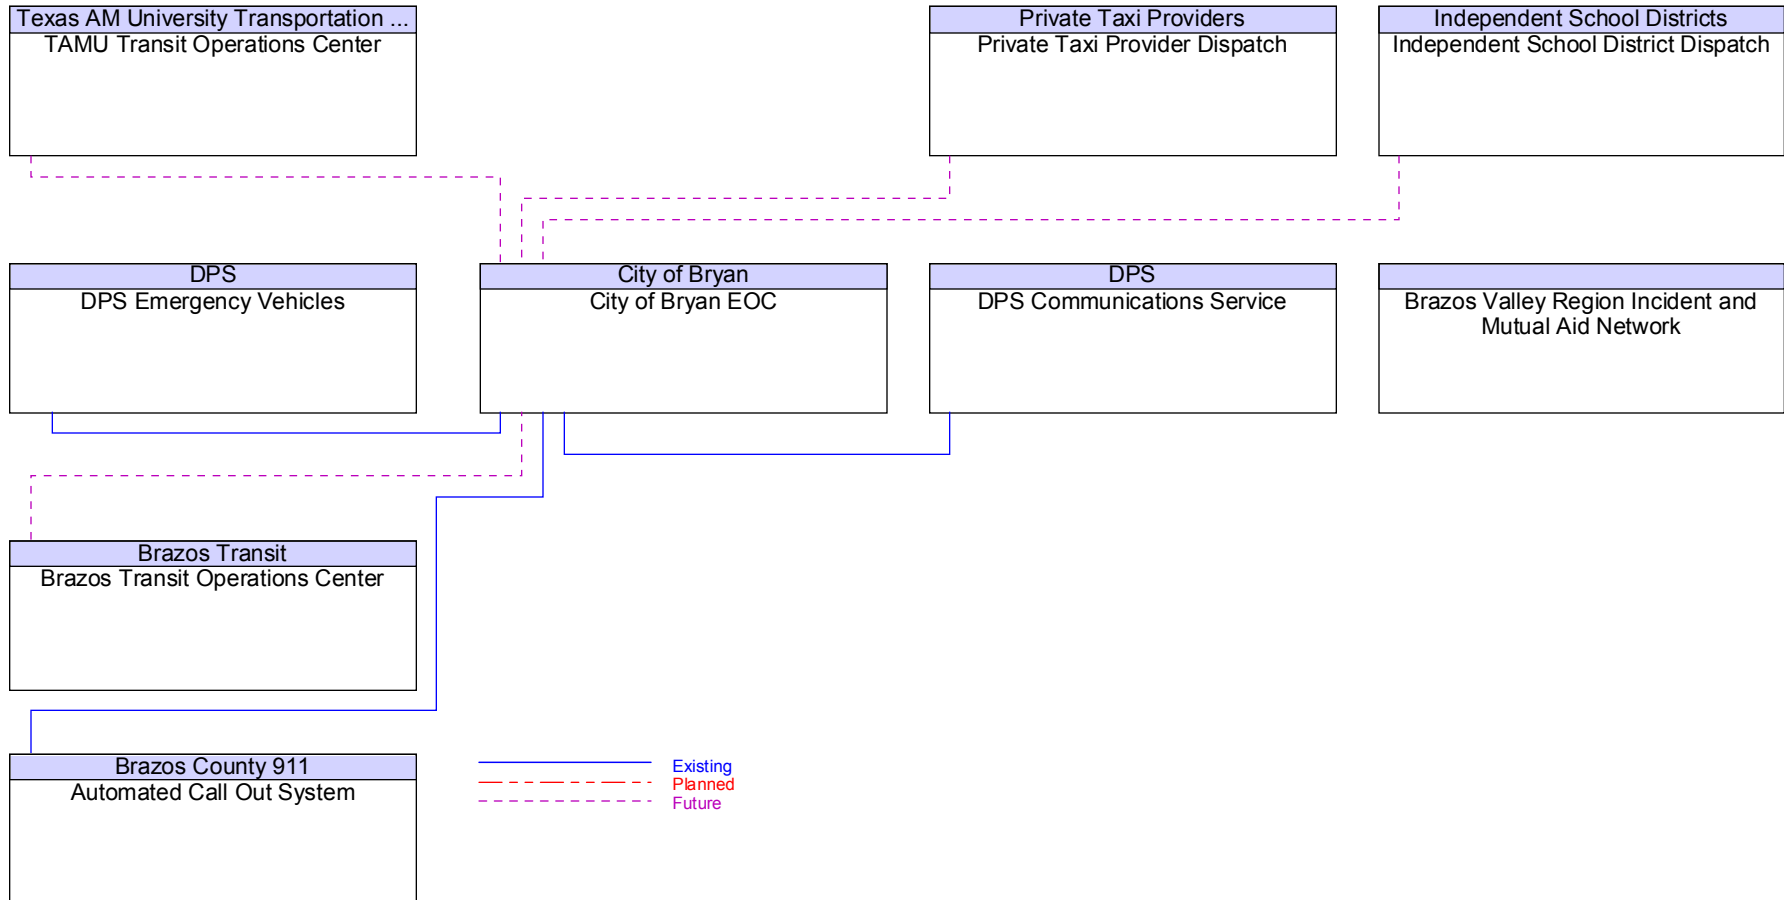 Texas AM University Transportation ...
TAMU Transit Operations Center
Private Taxi Providers
Private Taxi Provider Dispatch
Independent School Districts
Independent School District Dispatch
DPS
DPS Emergency Vehicles
City of Bryan
City of Bryan EOC
DPS
DPS Communications Service
Brazos Valley Region Incident and
Mutual Aid Network
Brazos Transit
Brazos Transit Operations Center
Brazos County 911
Automated Call Out System
Existing
Planned
Future